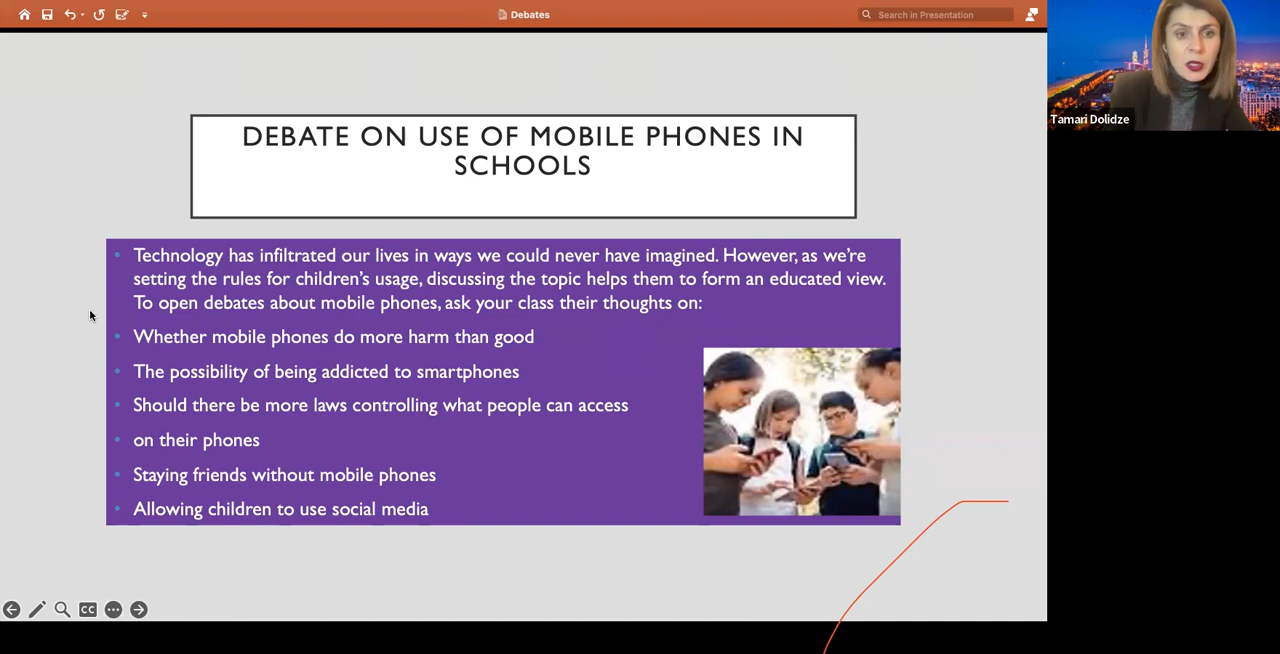 Debates
Search in Presentation
Tamari Dolidze
DEBATE ON USE OF MOBILE PHONES IN
SCHOOLS
• Technology has infiltrated our lives in ways we could never have imagined. However, as we’re
setting the rules for children’s usage, discussing the topic helps them to form an educated view.
To open debates about mobile phones, ask your class their thoughts on:
• Whether mobile phones do more harm than good
• The possibility of being addicted to smartphones
• Should there be more laws controlling what people can access
• on their phones
• Staying friends without mobile phones
• Allowing children to use social media
CC